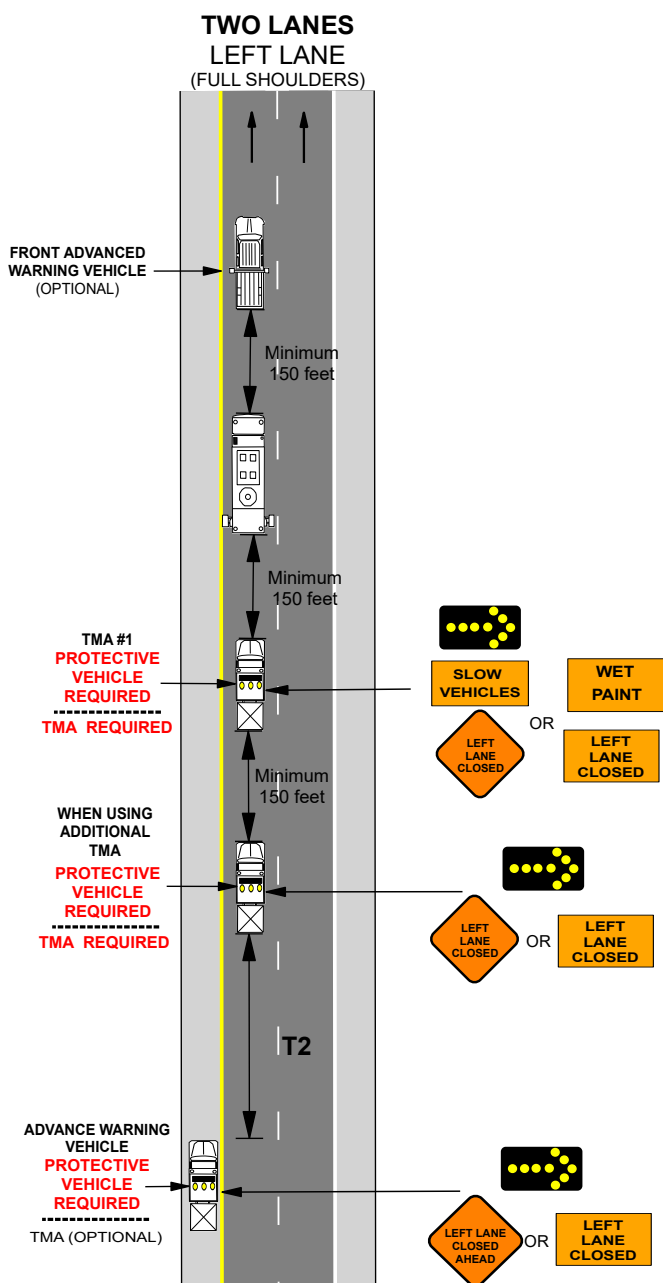 TWO LANES
LEFT LANE
(FULL SHOULDERS)
FRONT ADVANCED
WARNING VEHICLE
(OPTIONAL)
Minimum
150 feet
Minimum
150 feet
TMA #1
PROTECTIVE
VEHICLE
REQUIRED
TMA REQUIRED
SLOW
VEHICLES
WET
PAINT
LEFT
LANE
CLOSED
OR
LEFT
LANE
CLOSED
Minimum
150 feet
WHEN USING
ADDITIONAL
TMA
PROTECTIVE
VEHICLE
REQUIRED
TMA REQUIRED
LEFT
LANE
CLOSED
OR
LEFT
LANE
CLOSED
T2
ADVANCE WARNING
VEHICLE
PROTECTIVE
VEHICLE
REQUIRED
TMA (OPTIONAL)
LEFT LANE
CLOSED
AHEAD
OR
LEFT
LANE
CLOSED